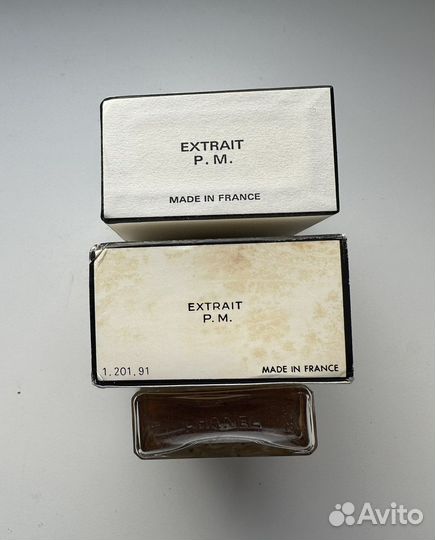 EXTRAIT
P. M.
MADE IN FRANCE
EXTRAIT
P. M.
1.201.91
MADE IN FRANCE
CHANEL
Avito